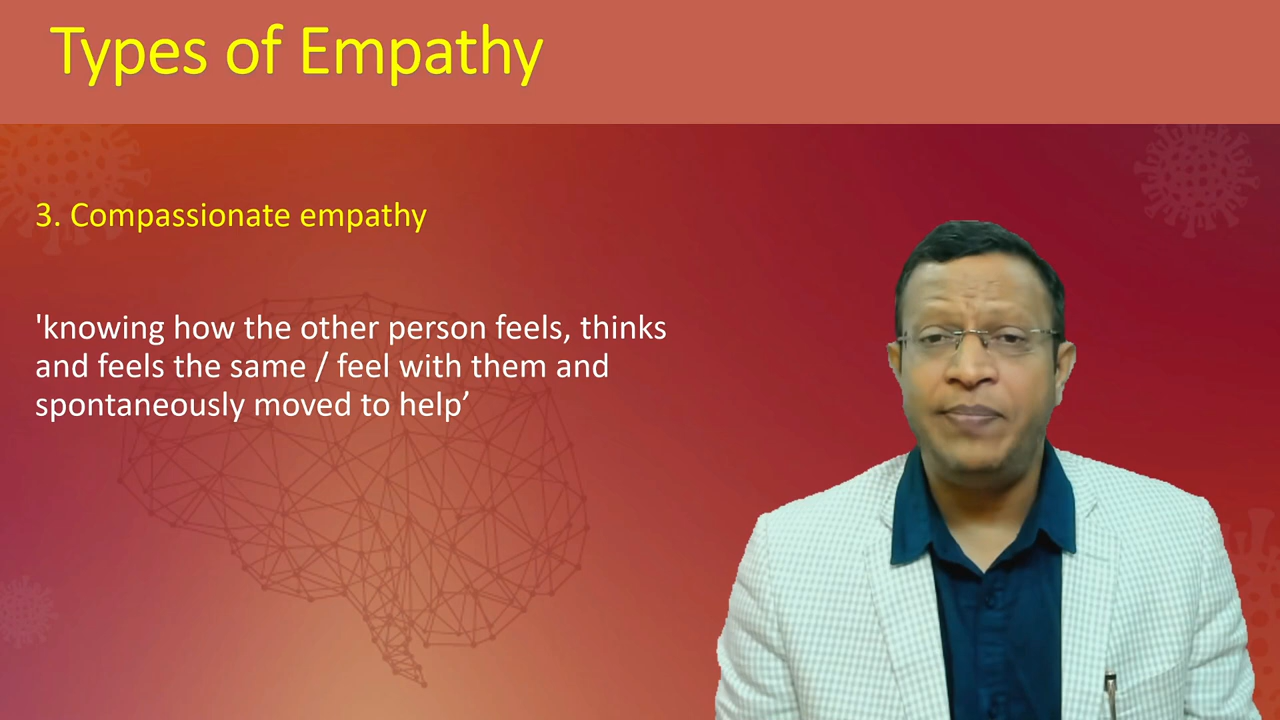 Types of Empathy
3. Compassionate empathy
'knowing how the other person feels, thinks
and feels the same / feel with them and
spontaneously moved to help’